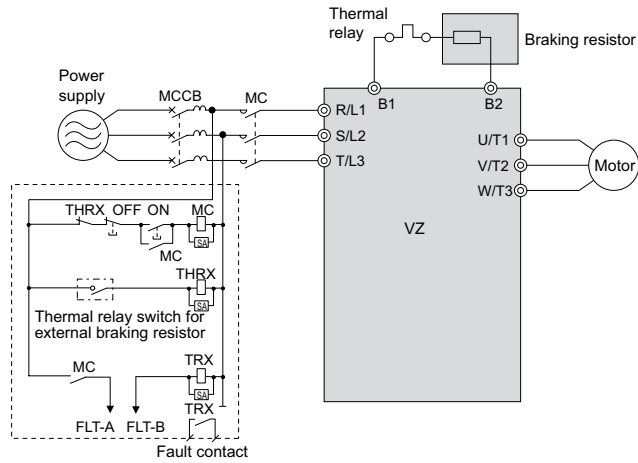 Thermal
relay
Braking resistor
Power
supply
MCCB
MC
B1
B2
R/L1
S/L2
T/L3
U/T1
V/T2
W/T3
Motor
VZ
THRX OFF ON
MC
SA
MC
THRX
SA
Thermal relay switch for
external braking resistor
MC
TRX
SA
FLT-A
FLT-B
TRX
Fault contact